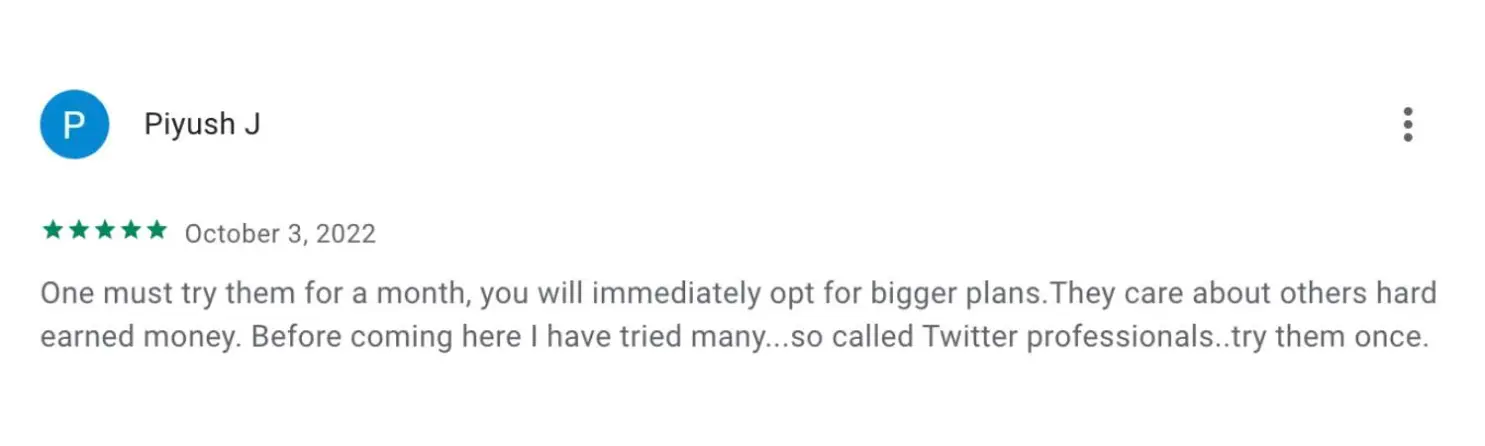 P
Piyush J
October 3, 2022
One must try them for a month, you will immediately opt for bigger plans.They care about others hard
earned money. Before coming here I have tried many...so called Twitter professionals..try them once.